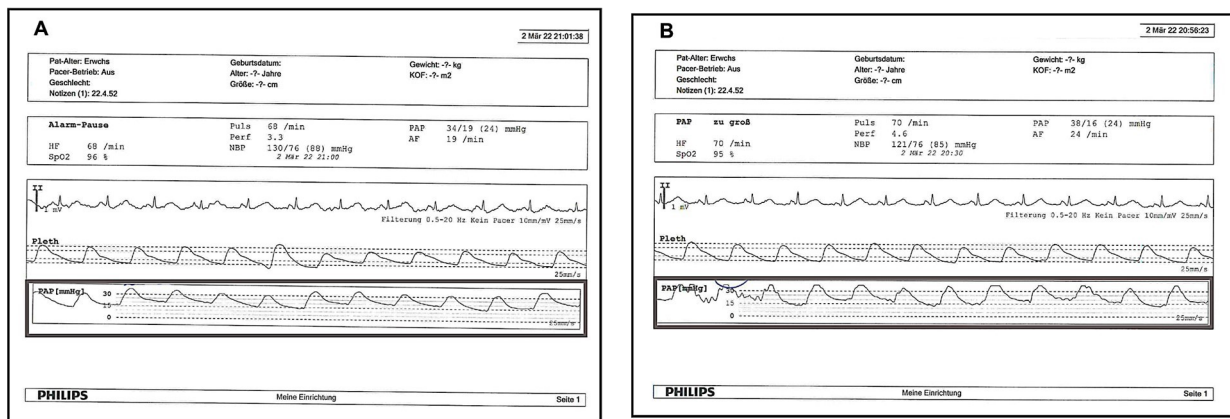 A
2 Mär 22 21:01:38
Pat-Alter: Erwchs Geburtsdatum: Gewicht: -?- kg
Pacer-Betrieb: Aus Alter: -?- Jahre KOF: -?- m2
Geschlecht: Größe: -?- cm
Notizen (1): 22.4.52
Alarm-Pause Puls 68 /min PAP 34/19 (24) mmHg
Perf 3.3 AF 19 /min
HF 68 /min NBP 130/76 (88) mmHg
SpO2 96 % 2 Mär 22 21:00
II
1 mV
Filterung 0.5-20 Hz Kein Pacer 10mm/mV 25mm/s
Pleth
25mm/s
PAP[mmHg]
30
15
0
25mm/s
PHILIPS Meine Einrichtung Seite 1
B
2 Mär 22 20:56:23
Pat-Alter: Erwchs Geburtsdatum: Gewicht: -?- kg
Pacer-Betrieb: Aus Alter: -?- Jahre KOF: -?- m2
Geschlecht: Größe: -?- cm
Notizen (1): 22.4.52
PAP zu groß Puls 70 /min PAP 38/16 (24) mmHg
Perf 4.6 AF 24 /min
HF 70 /min NBP 121/76 (85) mmHg
SpO2 95 % 2 Mär 22 20:30
II
1 mV
Filterung 0.5-20 Hz Kein Pacer 10mm/mV 25mm/s
Pleth
25mm/s
PAP[mmHg]
30
15
0
25mm/s
PHILIPS Meine Einrichtung Seite 1